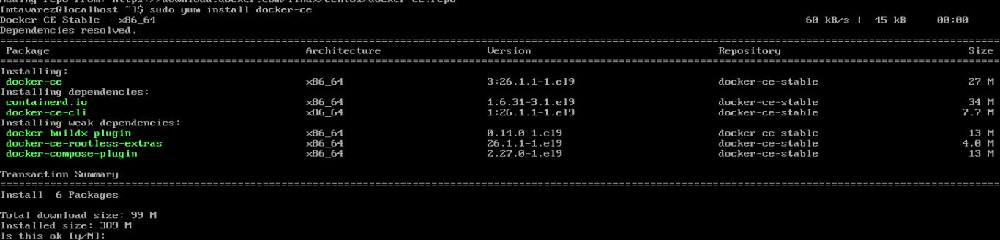 Adding repo from: https://download.docker.com/linux/centos/docker-ce.repo
[mtavarez@localhost ~]$ sudo yum install docker-ce
Docker CE Stable - x86_64 60 kB/s | 45 kB 00:00
Dependencies resolved.
================================================================================
Package Architecture Version Repository Size
================================================================================
Installing:
docker-ce x86_64 3:26.1.1-1.el9 docker-ce-stable 27 M
Installing dependencies:
containerd.io x86_64 1.6.31-3.1.el9 docker-ce-stable 34 M
docker-ce-cli x86_64 1:26.1.1-1.el9 docker-ce-stable 7.7 M
Installing weak dependencies:
docker-buildx-plugin x86_64 0.14.0-1.el9 docker-ce-stable 13 M
docker-ce-rootless-extras x86_64 26.1.1-1.el9 docker-ce-stable 4.0 M
docker-compose-plugin x86_64 2.27.0-1.el9 docker-ce-stable 13 M
Transaction Summary
================================================================================
Install 6 Packages
Total download size: 99 M
Installed size: 389 M
Is this ok [y/N]: